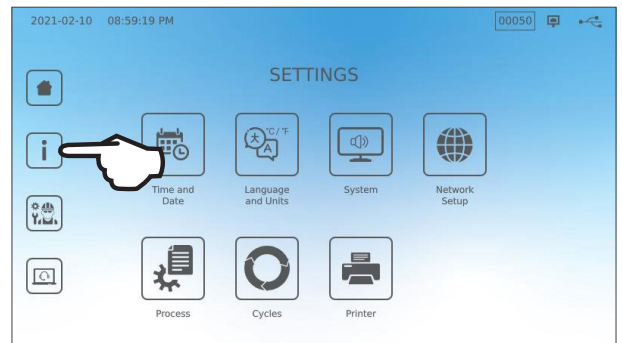 2021-02-10 08:59:19 PM 00050
SETTINGS
°C/°F
A
i
Time and
Date
Language
and Units
System
Network
Setup
Process
Cycles
Printer